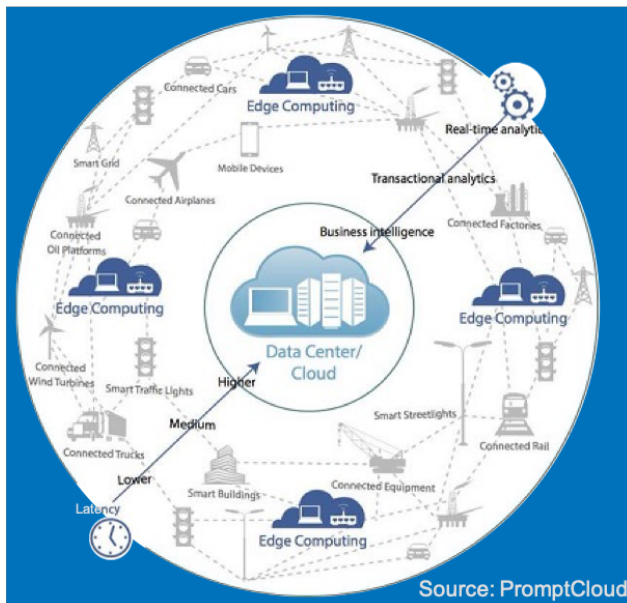 Connected Cars
Edge Computing
Real-time analytic
Smart Grid
Mobile Devices
Transactional analytics
Connected Airplanes
Connected
Oil Platforms
Business intelligence
Connected Factories
Edge Computing
Edge Computing
Data Center/
Cloud
Connected
Wind Turbines
Smart Traffic Lights
Higher
Medium
Smart Streetlights
Connected Trucks
Connected Rail
Lower
Smart Buildings
Connected Equipment
Latency
Edge Computing
Source: PromptCloud